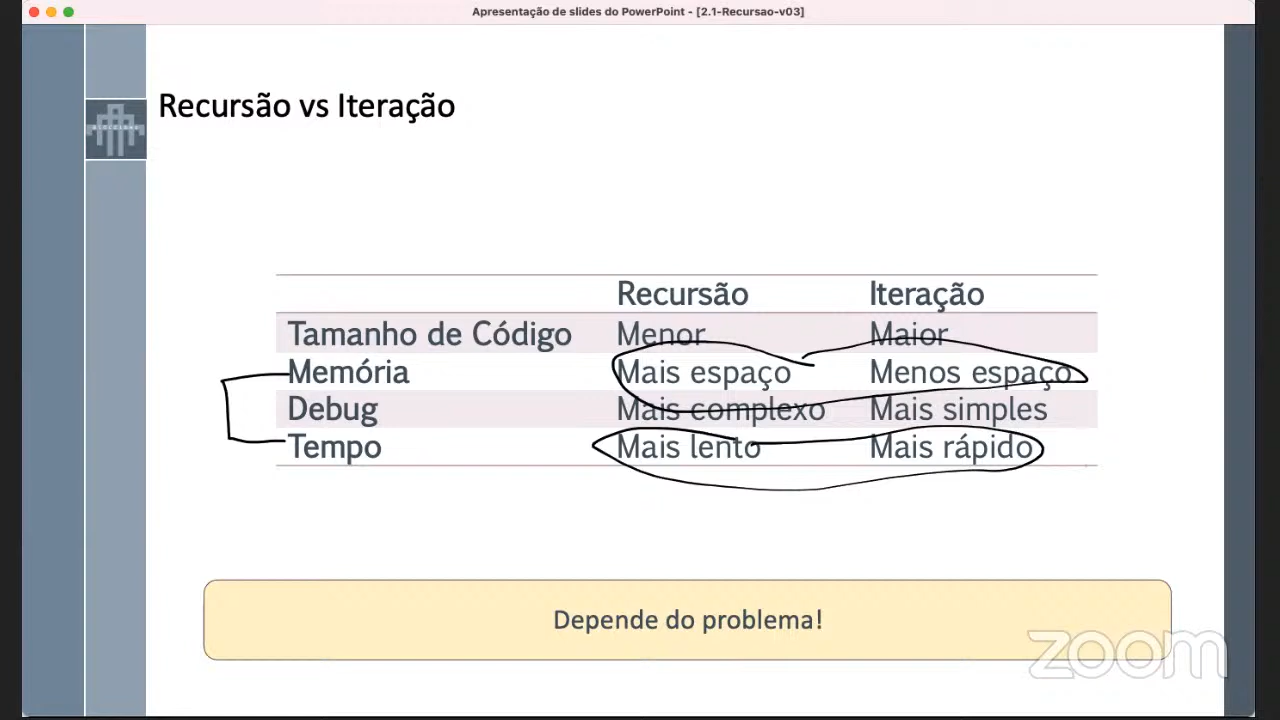 Apresentação de slides do PowerPoint - [2.1-Recursao-v03]
Recursão vs Iteração
Recursão Iteração
Tamanho de Código Menor Maior
Memória Mais espaço Menos espaço
Debug Mais complexo Mais simples
Tempo Mais lento Mais rápido
Depende do problema!
zoom